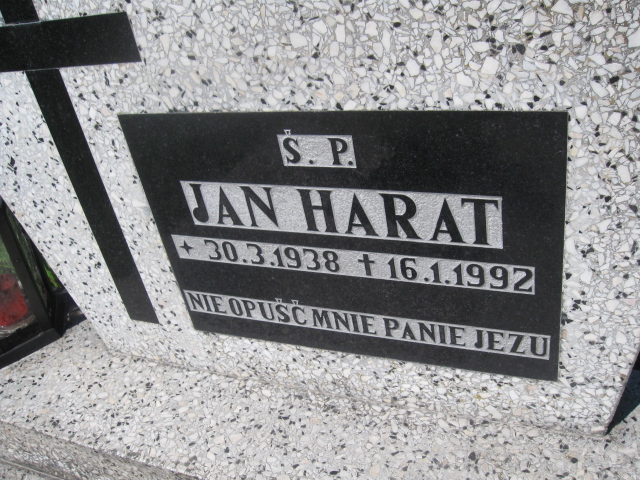 Ś. P.
JAN HARAT
✦ 30.3.1938 ✝ 16.1.1992
NIE OPUŚĆ MNIE PANIE JEZU